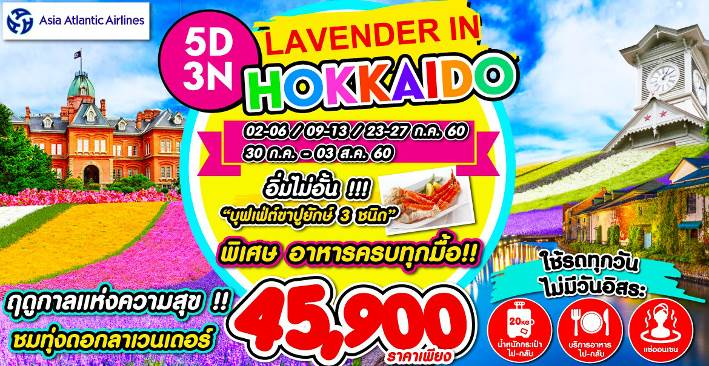 Asia Atlantic Airlines
5D
3N
LAVENDER IN
HOKKAIDO
02-06 / 09-13 / 23-27 ก.ค. 60
30 ก.ค. - 03 ส.ค. 60
อิ่มไม่อั้น !!!
"บุฟเฟ่ต์ขาปูยักษ์ 3 ชนิด"
พิเศษ อาหารครบทุกมื้อ!!
ฤดูกาลแห่งความสุข !!
ชมทุ่งดอกลาเวนเดอร์
45,900
ราคาเพียง
ใช้รถทุกวัน
ไม่มีวันอิสระ
20KG
น้ำหนักกระเป๋า
ไป-กลับ
บริการอาหาร
ไป-กลับ
แช่ออนเซน